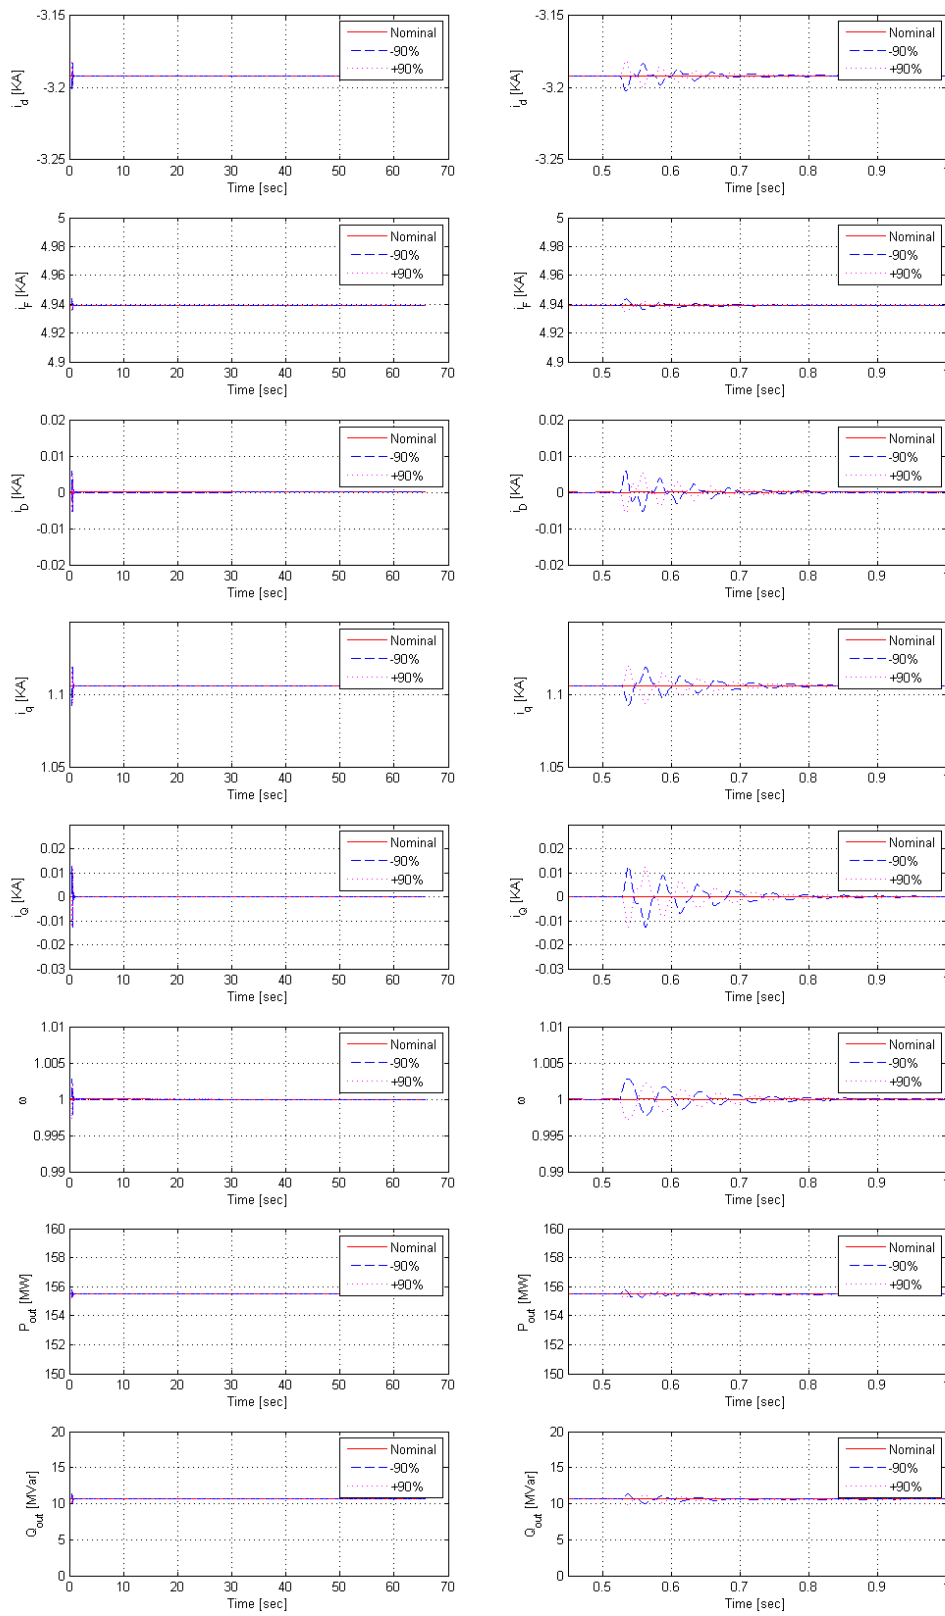 -3.15
-3.2
-3.25
i_d [KA]
Nominal
-90%
+90%
0 10 20 30 40 50 60 70
Time [sec]
-3.15
-3.2
-3.25
i_d [KA]
Nominal
-90%
+90%
0.5 0.6 0.7 0.8 0.9 1
Time [sec]
5
4.98
4.96
4.94
4.92
4.9
i_F [KA]
Nominal
-90%
+90%
0 10 20 30 40 50 60 70
Time [sec]
5
4.98
4.96
4.94
4.92
4.9
i_F [KA]
Nominal
-90%
+90%
0.5 0.6 0.7 0.8 0.9 1
Time [sec]
0.02
0.01
0
-0.01
-0.02
i_D [KA]
Nominal
-90%
+90%
0 10 20 30 40 50 60 70
Time [sec]
0.02
0.01
0
-0.01
-0.02
i_D [KA]
Nominal
-90%
+90%
0.5 0.6 0.7 0.8 0.9 1
Time [sec]
1.1
1.05
i_q [KA]
Nominal
-90%
+90%
0 10 20 30 40 50 60 70
Time [sec]
1.1
1.05
i_q [KA]
Nominal
-90%
+90%
0.5 0.6 0.7 0.8 0.9 1
Time [sec]
0.02
0.01
0
-0.01
-0.02
-0.03
i_Q [KA]
Nominal
-90%
+90%
0 10 20 30 40 50 60 70
Time [sec]
0.02
0.01
0
-0.01
-0.02
-0.03
i_Q [KA]
Nominal
-90%
+90%
0.5 0.6 0.7 0.8 0.9 1
Time [sec]
1.01
1.005
1
0.995
0.99
ω
Nominal
-90%
+90%
0 10 20 30 40 50 60 70
Time [sec]
1.01
1.005
1
0.995
0.99
ω
Nominal
-90%
+90%
0.5 0.6 0.7 0.8 0.9 1
Time [sec]
160
158
156
154
152
150
P_out [MW]
Nominal
-90%
+90%
0 10 20 30 40 50 60 70
Time [sec]
160
158
156
154
152
150
P_out [MW]
Nominal
-90%
+90%
0.5 0.6 0.7 0.8 0.9 1
Time [sec]
20
15
10
5
0
Q_out [MVar]
Nominal
-90%
+90%
0 10 20 30 40 50 60 70
Time [sec]
20
15
10
5
0
Q_out [MVar]
Nominal
-90%
+90%
0.5 0.6 0.7 0.8 0.9 1
Time [sec]